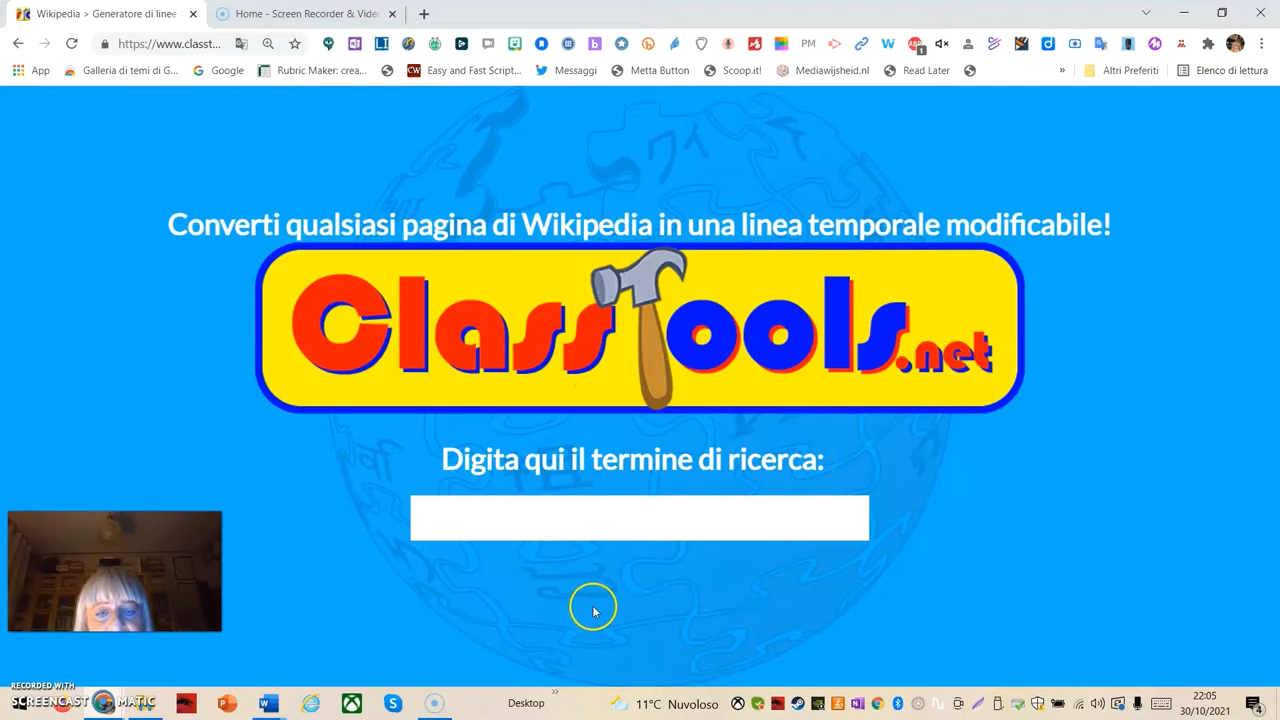 Wikipedia > Generatore di linee
Home - Screen Recorder & Vide
https://www.classt
App
Galleria di temi di G...
Google
Rubric Maker: crea...
Easy and Fast Script...
Messaggi
Metta Button
Scoop.it!
Mediawijsheid.nl
Read Later
»
Altri Preferiti
Elenco di lettura
Converti qualsiasi pagina di Wikipedia in una linea temporale modificabile!
ClassTools.net
Digita qui il termine di ricerca:
RECORDED WITH
SCREENCAST MATIC
Desktop
»
11°C Nuvoloso
22:05
30/10/2021
4